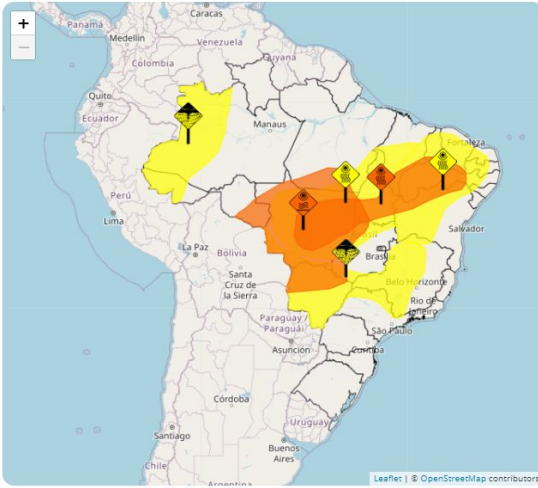 +
−
Caracas
Panamá
Medellín
Venezuela
Guyana
Colombia
Quito
Ecuador
Manaus
Fortaleza
Perú
Lima
Salvador
La Paz
Bolivia
Brasília
Santa
Cruz de
la Sierra
Belo Horizonte
Rio de
Janeiro
Paraguay /
Paraguái
São Paulo
Asunción
Curitiba
Córdoba
Uruguay
Santiago
Buenos
Aires
Chile
Argentina
Leaflet | © OpenStreetMap contributors